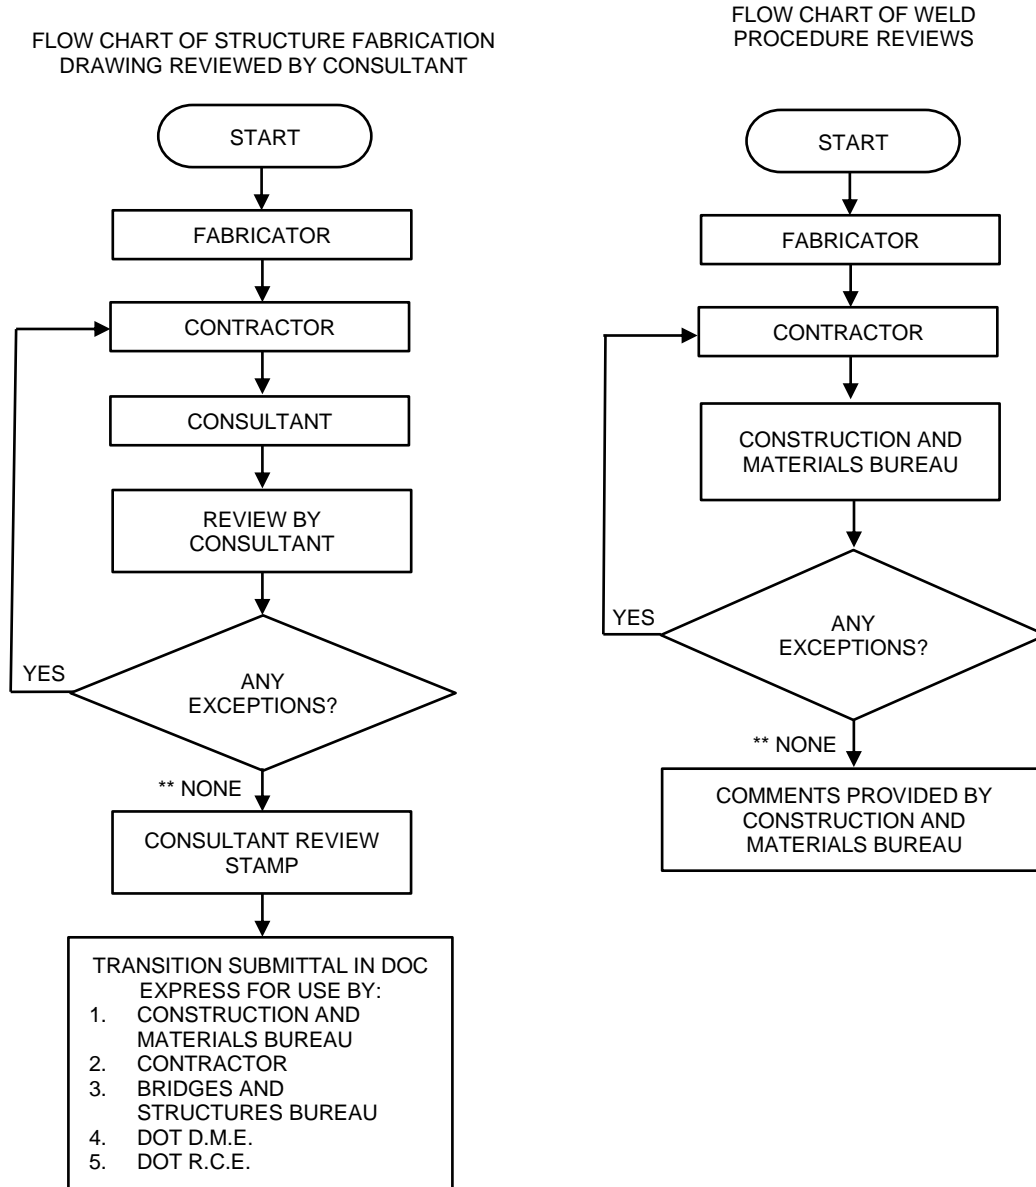 FLOW CHART OF STRUCTURE FABRICATION
DRAWING REVIEWED BY CONSULTANT
START
FABRICATOR
CONTRACTOR
CONSULTANT
REVIEW BY
CONSULTANT
YES
ANY
EXCEPTIONS?
** NONE
CONSULTANT REVIEW
STAMP
TRANSITION SUBMITTAL IN DOC
EXPRESS FOR USE BY:
1. CONSTRUCTION AND
MATERIALS BUREAU
2. CONTRACTOR
3. BRIDGES AND
STRUCTURES BUREAU
4. DOT D.M.E.
5. DOT R.C.E.
FLOW CHART OF WELD
PROCEDURE REVIEWS
START
FABRICATOR
CONTRACTOR
CONSTRUCTION AND
MATERIALS BUREAU
YES
ANY
EXCEPTIONS?
** NONE
COMMENTS PROVIDED BY
CONSTRUCTION AND
MATERIALS BUREAU